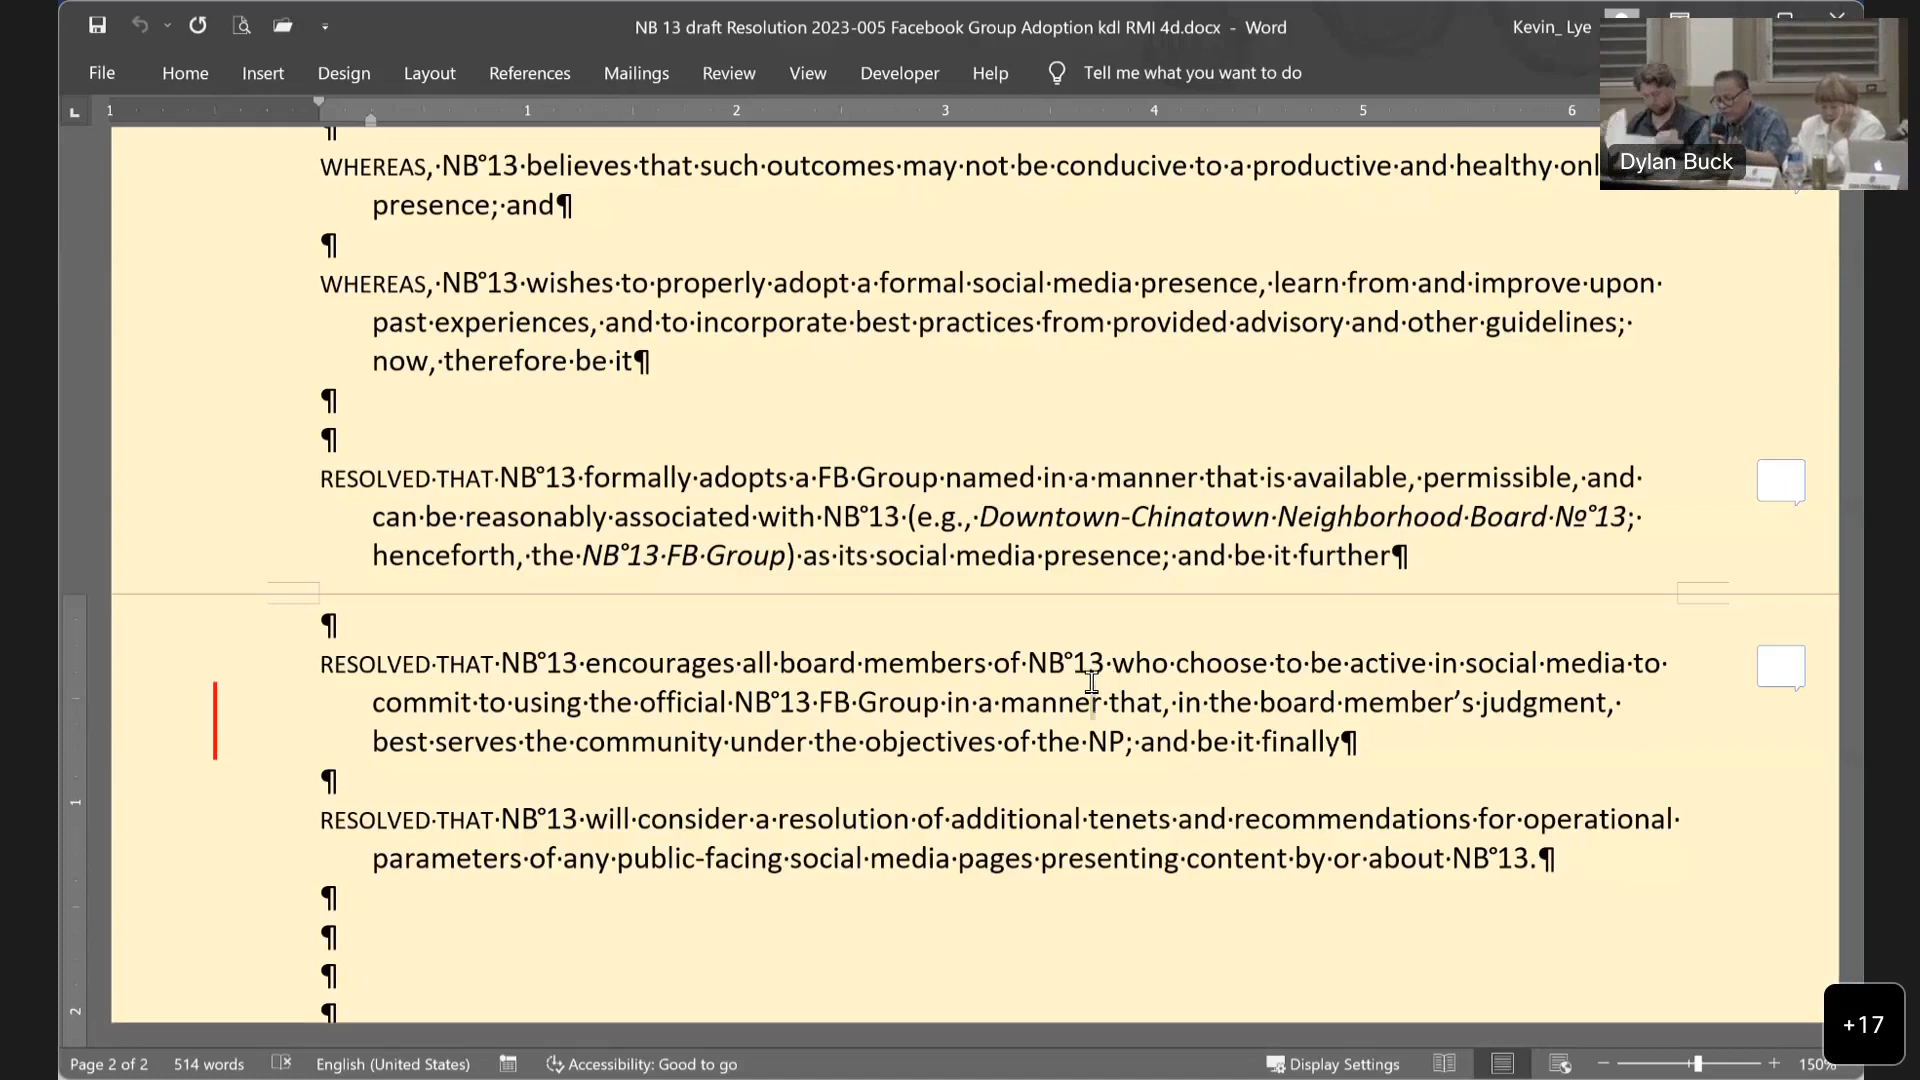 NB 13 draft Resolution 2023-005 Facebook Group Adoption kdl RMI 4d.docx - Word
Kevin_ Lye
File Home Insert Design Layout References Mailings Review View Developer Help Tell me what you want to do
1 1 2 3 4 5 6
Dylan Buck
WHEREAS, NB°13 believes that such outcomes may not be conducive to a productive and healthy onl
presence; and¶
¶
WHEREAS, NB°13 wishes to properly adopt a formal social media presence, learn from and improve upon
past experiences, and to incorporate best practices from provided advisory and other guidelines;
now, therefore be it¶
¶
¶
RESOLVED THAT NB°13 formally adopts a FB Group named in a manner that is available, permissible, and
can be reasonably associated with NB°13 (e.g., Downtown-Chinatown Neighborhood Board №°13;
henceforth, the NB°13 FB Group) as its social media presence; and be it further¶
¶
RESOLVED THAT NB°13 encourages all board members of NB°13 who choose to be active in social media to
commit to using the official NB°13 FB Group in a manner that, in the board member’s judgment,
best serves the community under the objectives of the NP; and be it finally¶
¶
RESOLVED THAT NB°13 will consider a resolution of additional tenets and recommendations for operational
parameters of any public-facing social media pages presenting content by or about NB°13.¶
¶
¶
¶
¶
1
2
+17
Page 2 of 2 514 words English (United States) Accessibility: Good to go Display Settings 150%